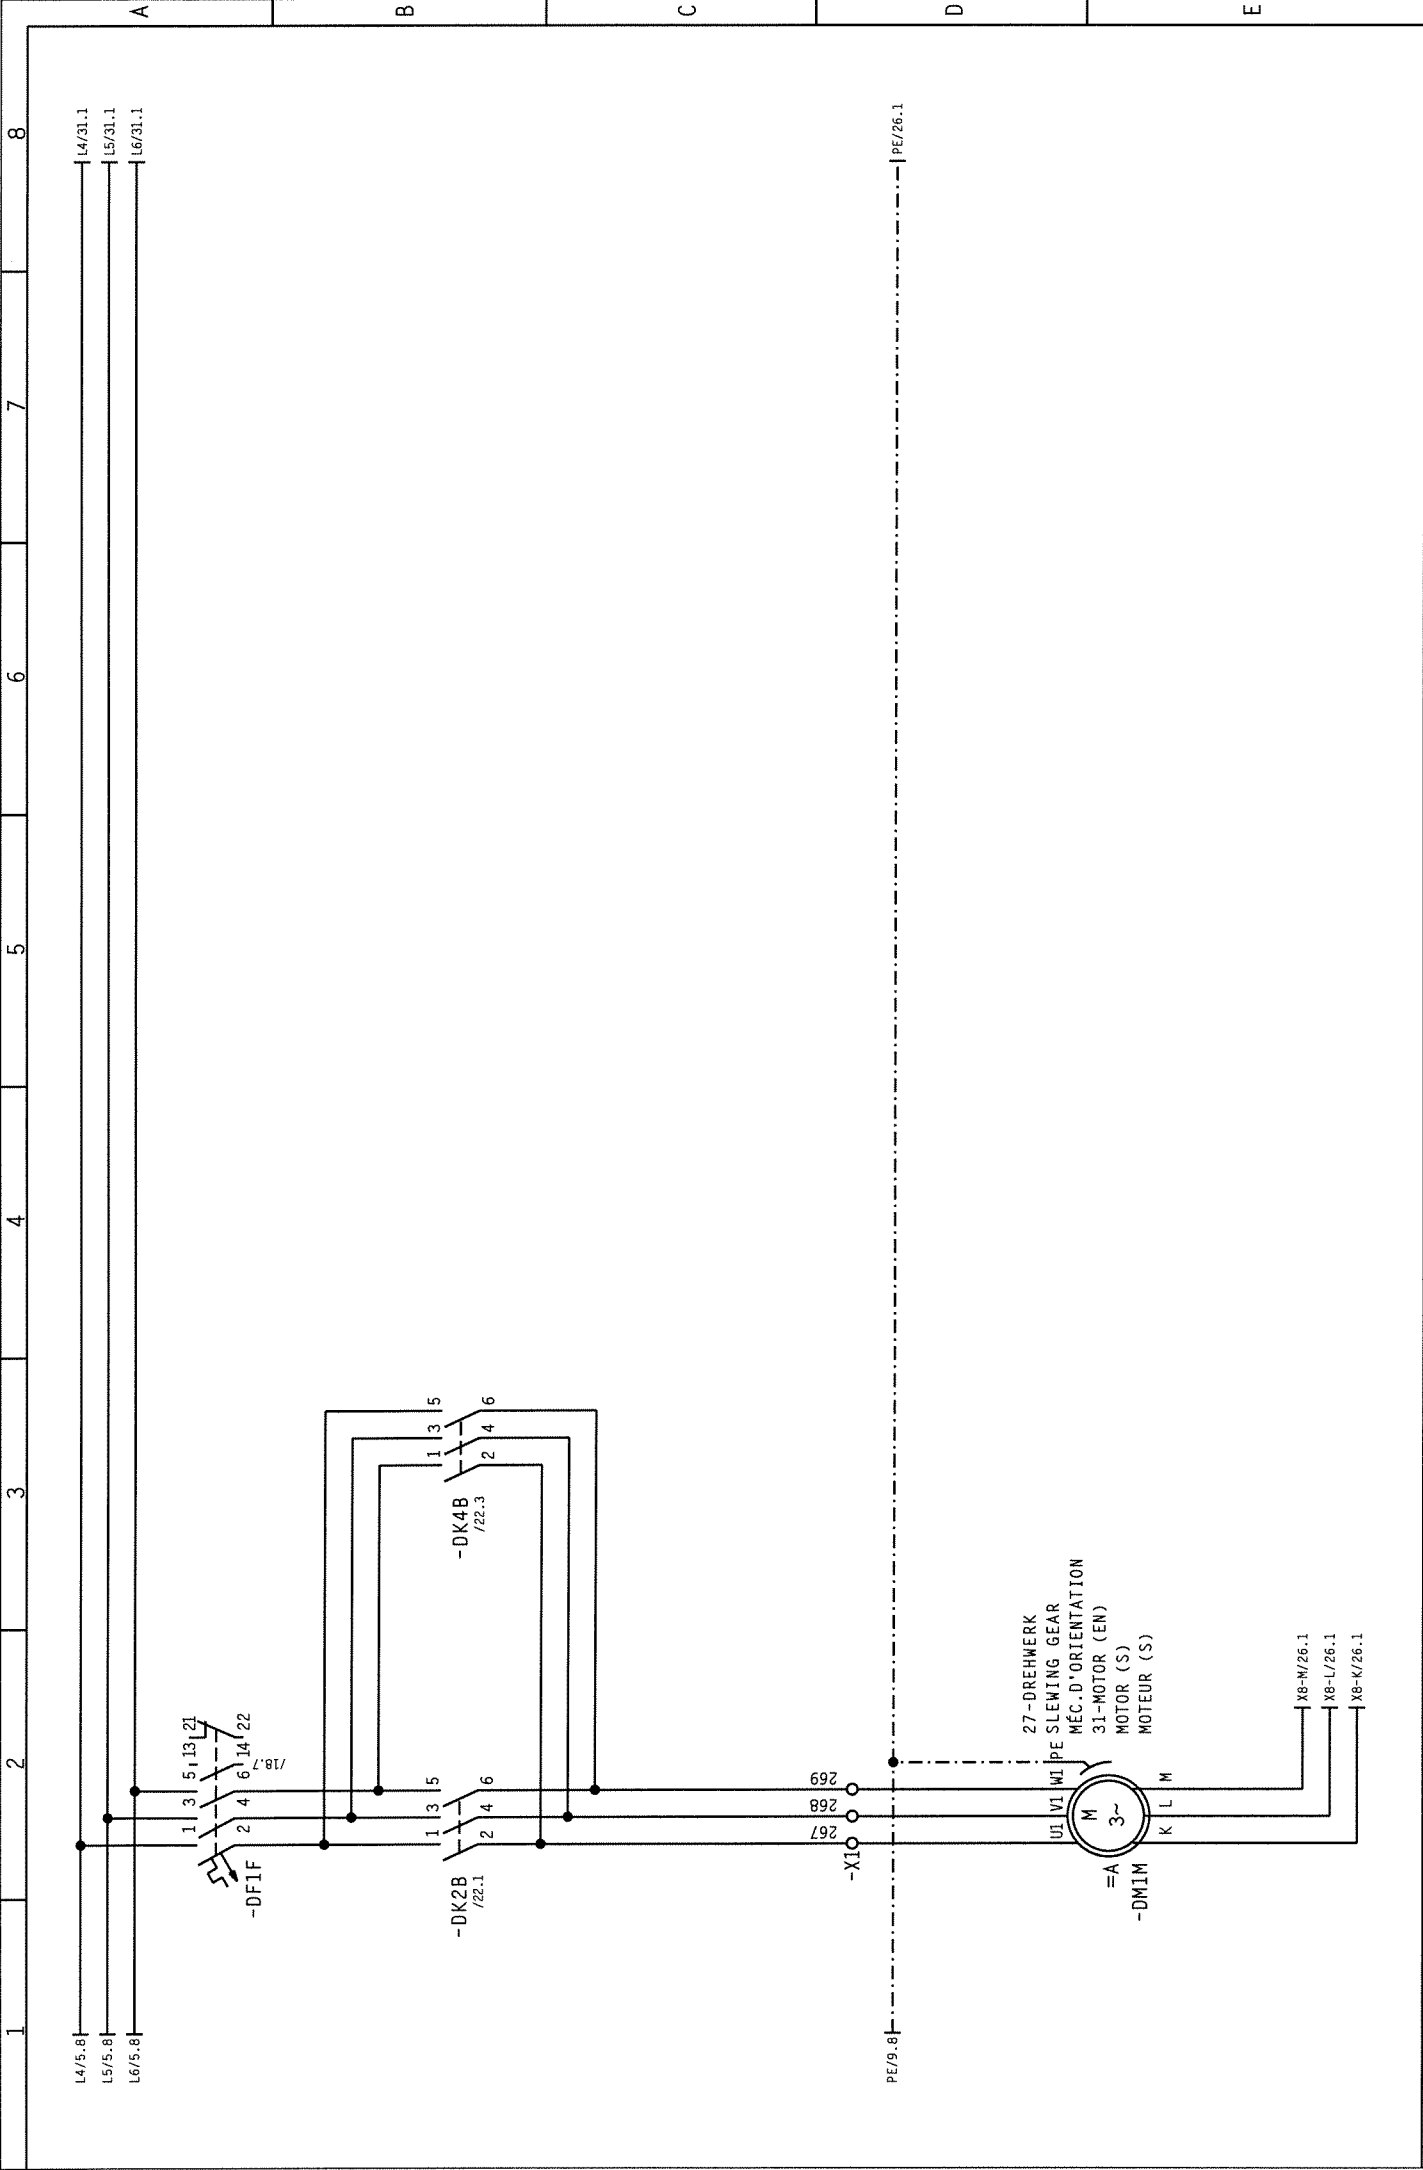 1 2 3 4 5 6 7 8
A
B
C
D
E
L4/5.8
L4/31.1
L5/5.8
L5/31.1
L6/5.8
L6/31.1
1 3 5 13 21
2 4 6 14 22
/18.7
-DF1F
1 3 5
2 4 6
-DK2B
/22.1
1 3 5
2 4 6
-DK4B
/22.3
-X1
267 268 269
PE/9.8
PE/26.1
27-DREHWERK
SLEWING GEAR
MÉC.D'ORIENTATION
31-MOTOR (EN)
MOTOR (S)
MOTEUR (S)
U1 V1 W1 PE
M
3~
=A
-DM1M
K L M
X8-M/26.1
X8-L/26.1
X8-K/26.1